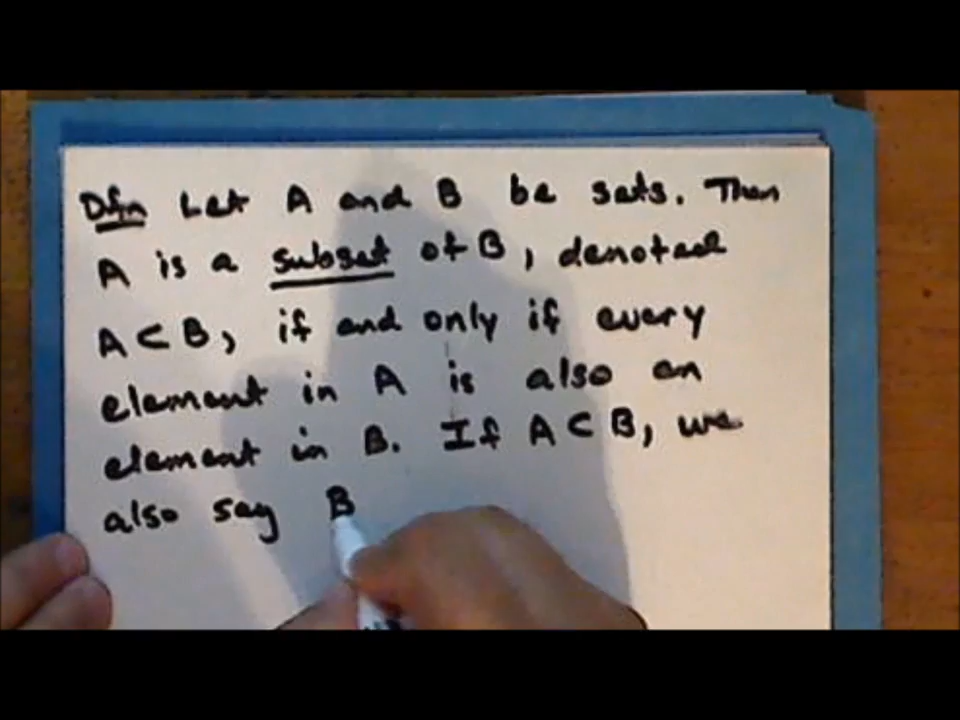 Dfn Let A and B be sets. Then
A is a subset of B, denoted
A ⊂ B, if and only if every
element in A is also an
element in B. If A ⊂ B, we
also say B